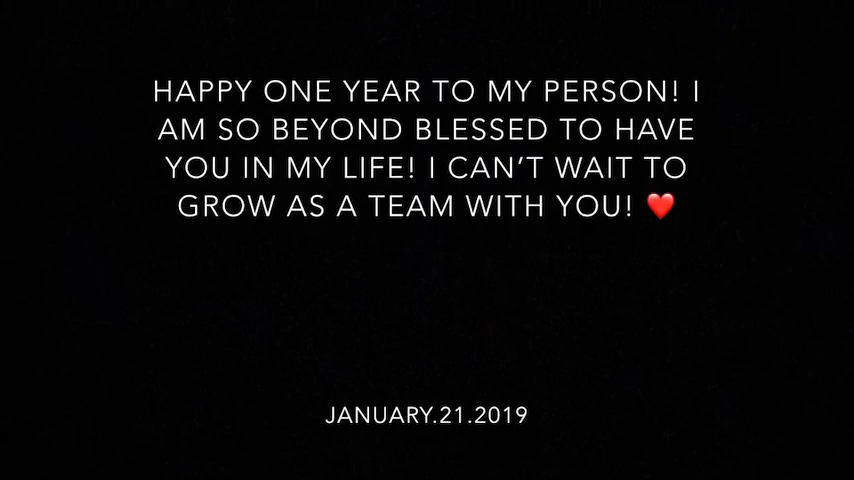 HAPPY ONE YEAR TO MY PERSON! I
AM SO BEYOND BLESSED TO HAVE
YOU IN MY LIFE! I CAN’T WAIT TO
GROW AS A TEAM WITH YOU! ❤️
JANUARY.21.2019